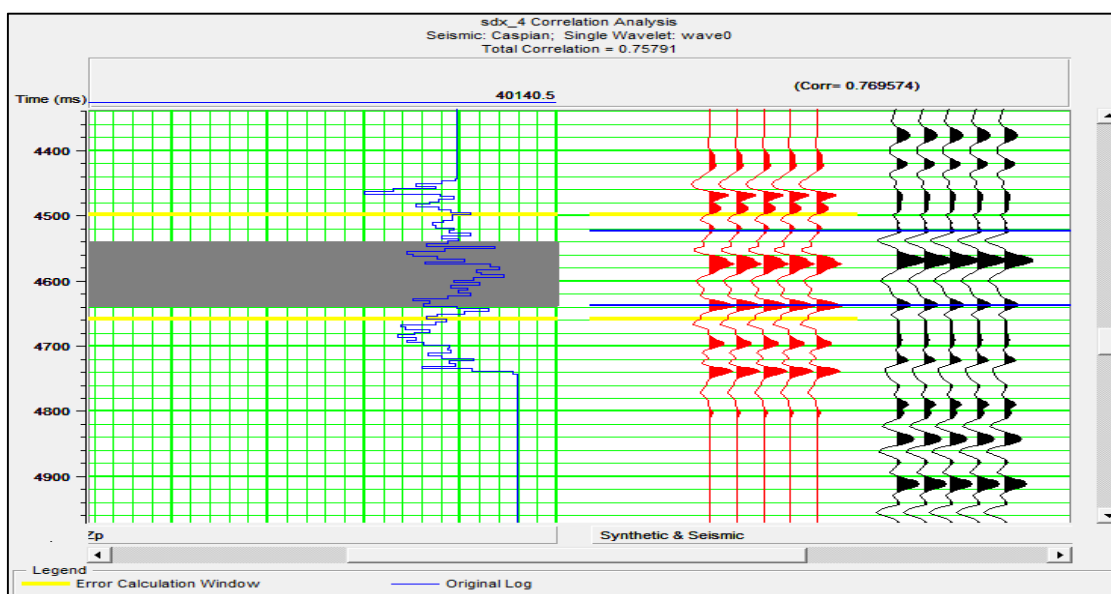 sdx_4 Correlation Analysis
Seismic: Caspian; Single Wavelet: wave0
Total Correlation = 0.75791
Time (ms)
40140.5
(Corr= 0.769574)
4400
4500
4600
4700
4800
4900
Zp
Synthetic & Seismic
Legend
Error Calculation Window
Original Log